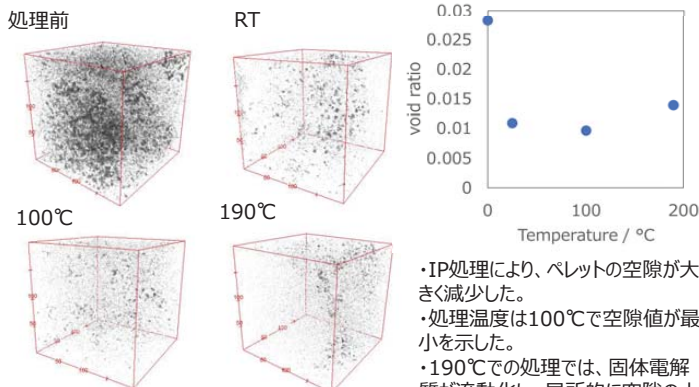 処理前
RT
100℃
190℃
0.03
0.025
0.02
0.015
0.01
0.005
0
void ratio
0
100
200
Temperature / °C
・IP処理により、ペレットの空隙が大
きく減少した。
・処理温度は100℃で空隙値が最
小を示した。
・190℃での処理では、固体電解